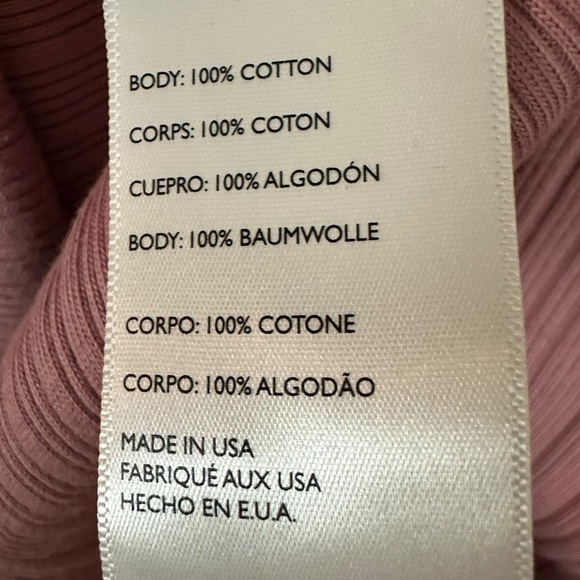 BODY: 100% COTTON
CORPS: 100% COTON
CUEPRO: 100% ALGODÓN
BODY: 100% BAUMWOLLE
CORPO: 100% COTONE
CORPO: 100% ALGODÃO
MADE IN USA
FABRIQUÉ AUX USA
HECHO EN E.U.A.